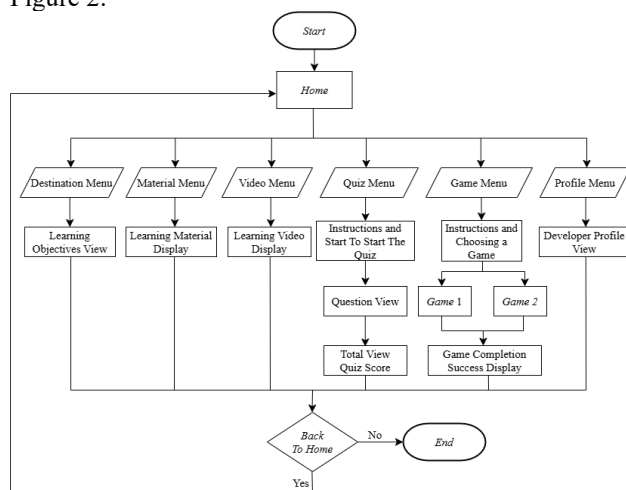 Figure 2.
Start
Home
Destination Menu
Material Menu
Video Menu
Quiz Menu
Game Menu
Profile Menu
Learning
Objectives View
Learning Material
Display
Learning Video
Display
Instructions and
Start To Start The
Quiz
Instructions and
Choosing a
Game
Developer Profile
View
Question View
Game 1
Game 2
Total View
Quiz Score
Game Completion
Success Display
Back
To Home
No
End
Yes